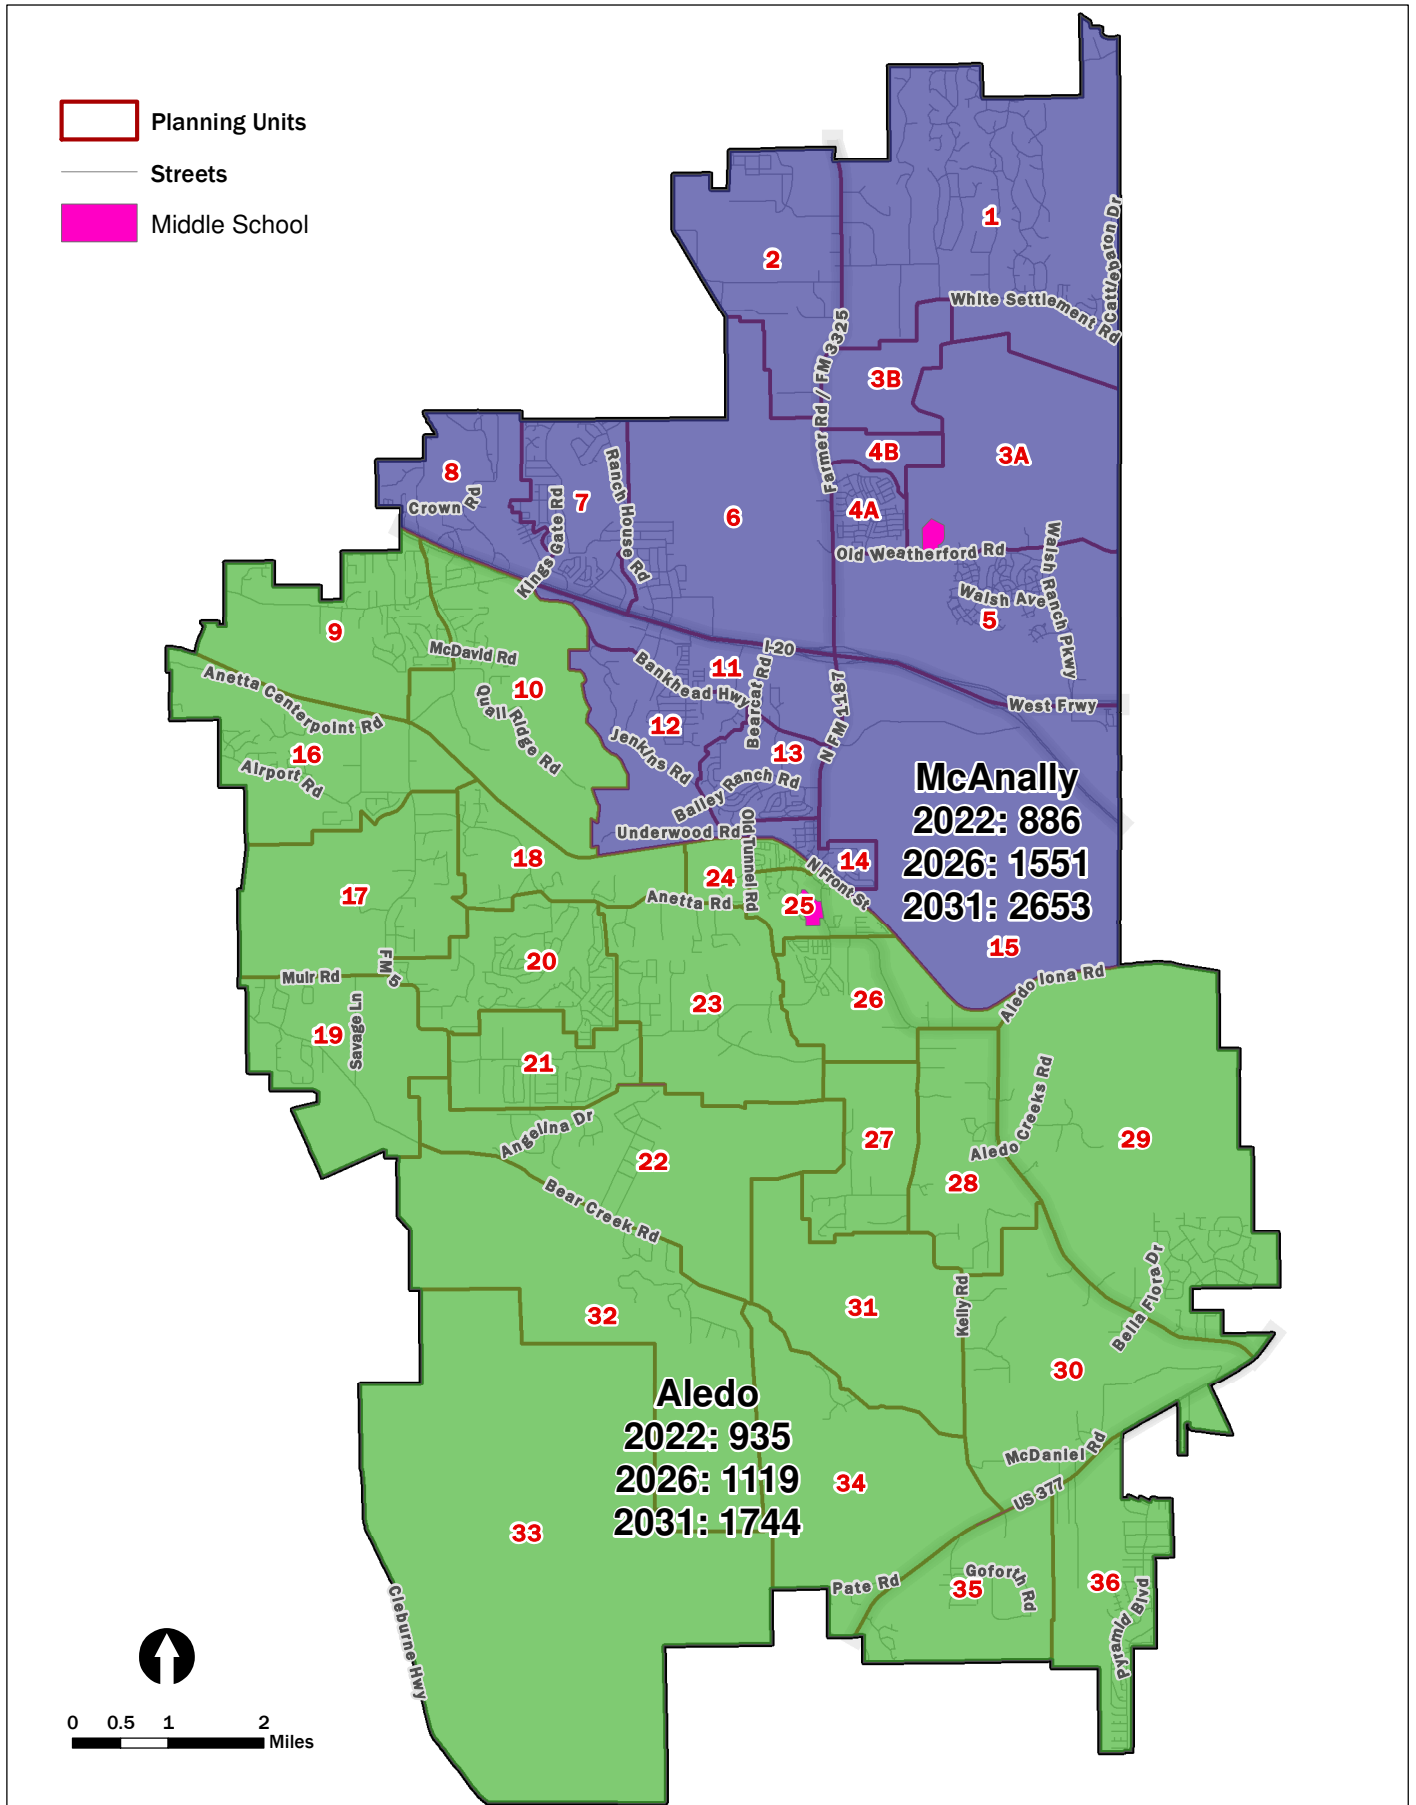 Planning Units
Streets
Middle School
1
2
Cattlebaron Dr
White Settlement Rd
Farmer Rd / FM 3325
3B
4B
3A
8
Crown Rd
7
Kings Gate Rd
Ranch House Rd
6
4A
Old Weatherford Rd
Walsh Ranch Pkwy
Walsh Ave
5
9
McDavid Rd
10
Quail Ridge Rd
Anetta Centerpoint Rd
16
Airport Rd
I-20
11
Bankhead Hwy
Bearcat Rd
12
Jenkins Rd
13
N FM 1187
West Frwy
Bailey Ranch Rd
Underwood Rd
Old Tunnel Rd
McAnally
2022: 886
2026: 1551
2031: 2653
14
N Front St
15
18
24
Anetta Rd
25
17
FM 5
Muir Rd
20
23
26
Aledo Iona Rd
19
Savage Ln
21
Angelina Dr
22
27
Aledo Creeks Rd
28
29
Bear Creek Rd
32
31
Kelly Rd
Bella Flora Dr
30
Aledo
2022: 935
2026: 1119
2031: 1744
McDaniel Rd
34
US 377
33
Pate Rd
35
Goforth Rd
36
Pyramid Blvd
Cleburne Hwy
0 0.5 1 2
Miles